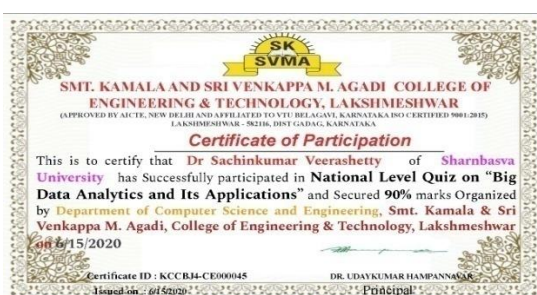 SK
SVMA
SMT. KAMALA AND SRI VENKAPPA M. AGADI COLLEGE OF
ENGINEERING & TECHNOLOGY, LAKSHMESHWAR
(APPROVED BY AICTE, NEW DELHI AND AFFILIATED TO VTU BELAGAVI, KARNATAKA ISO CERTIFIED 9001:2015)
LAKSHMESHWAR - 582116, DIST GADAG, KARNATAKA
Certificate of Participation
This is to certify that Dr Sachinkumar Veerashetty of Sharnbasva
University has Successfully participated in National Level Quiz on “Big
Data Analytics and Its Applications” and Secured 90% marks Organized
by Department of Computer Science and Engineering, Smt. Kamala & Sri
Venkappa M. Agadi, College of Engineering & Technology, Lakshmeshwar
on 6/15/2020
Certificate ID : KCCBJ4-CE000045
DR. UDAYKUMAR HAMPANNAVAR
Issued on : 6/15/2020
Principal